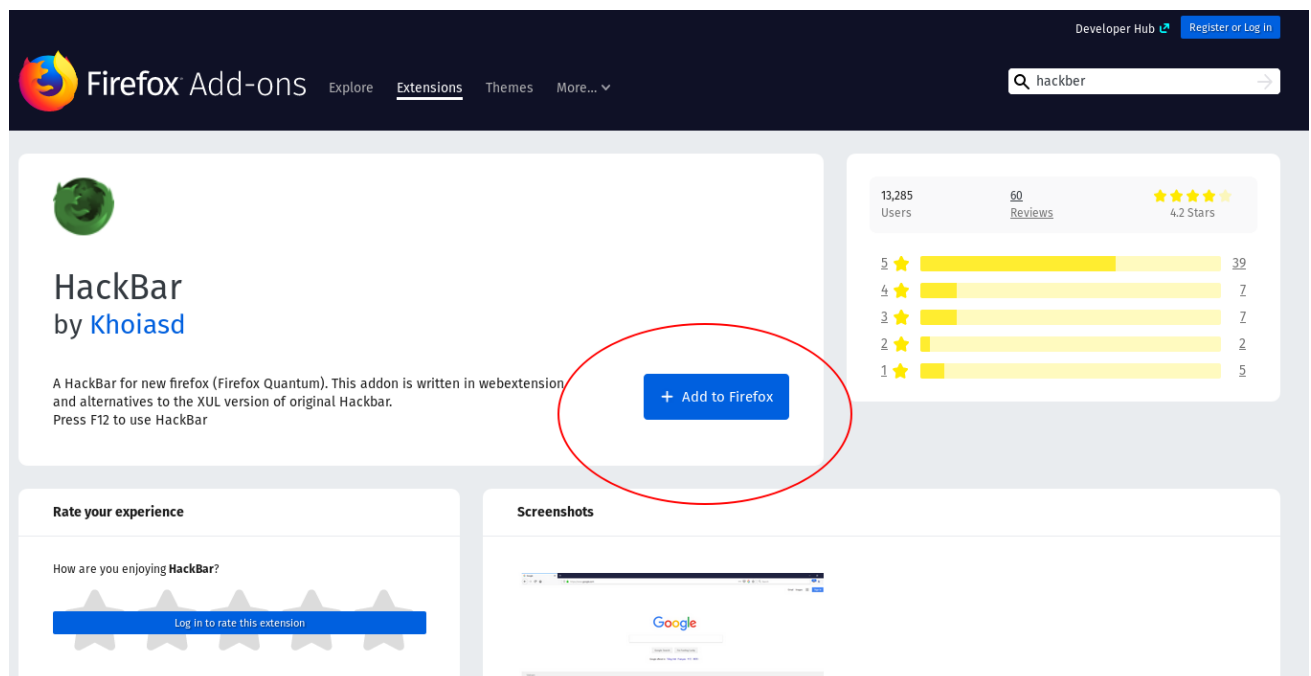 Developer Hub
Register or Log in
Firefox Add-ons
Explore
Extensions
Themes
More...
hackber
HackBar
by Khoiasd
A HackBar for new firefox (Firefox Quantum). This addon is written in webextension
and alternatives to the XUL version of original Hackbar.
Press F12 to use HackBar
+ Add to Firefox
13,285
Users
60
Reviews
4.2 Stars
5 39
4 7
3 7
2 2
1 5
Rate your experience
How are you enjoying HackBar?
Log in to rate this extension
Screenshots
Google